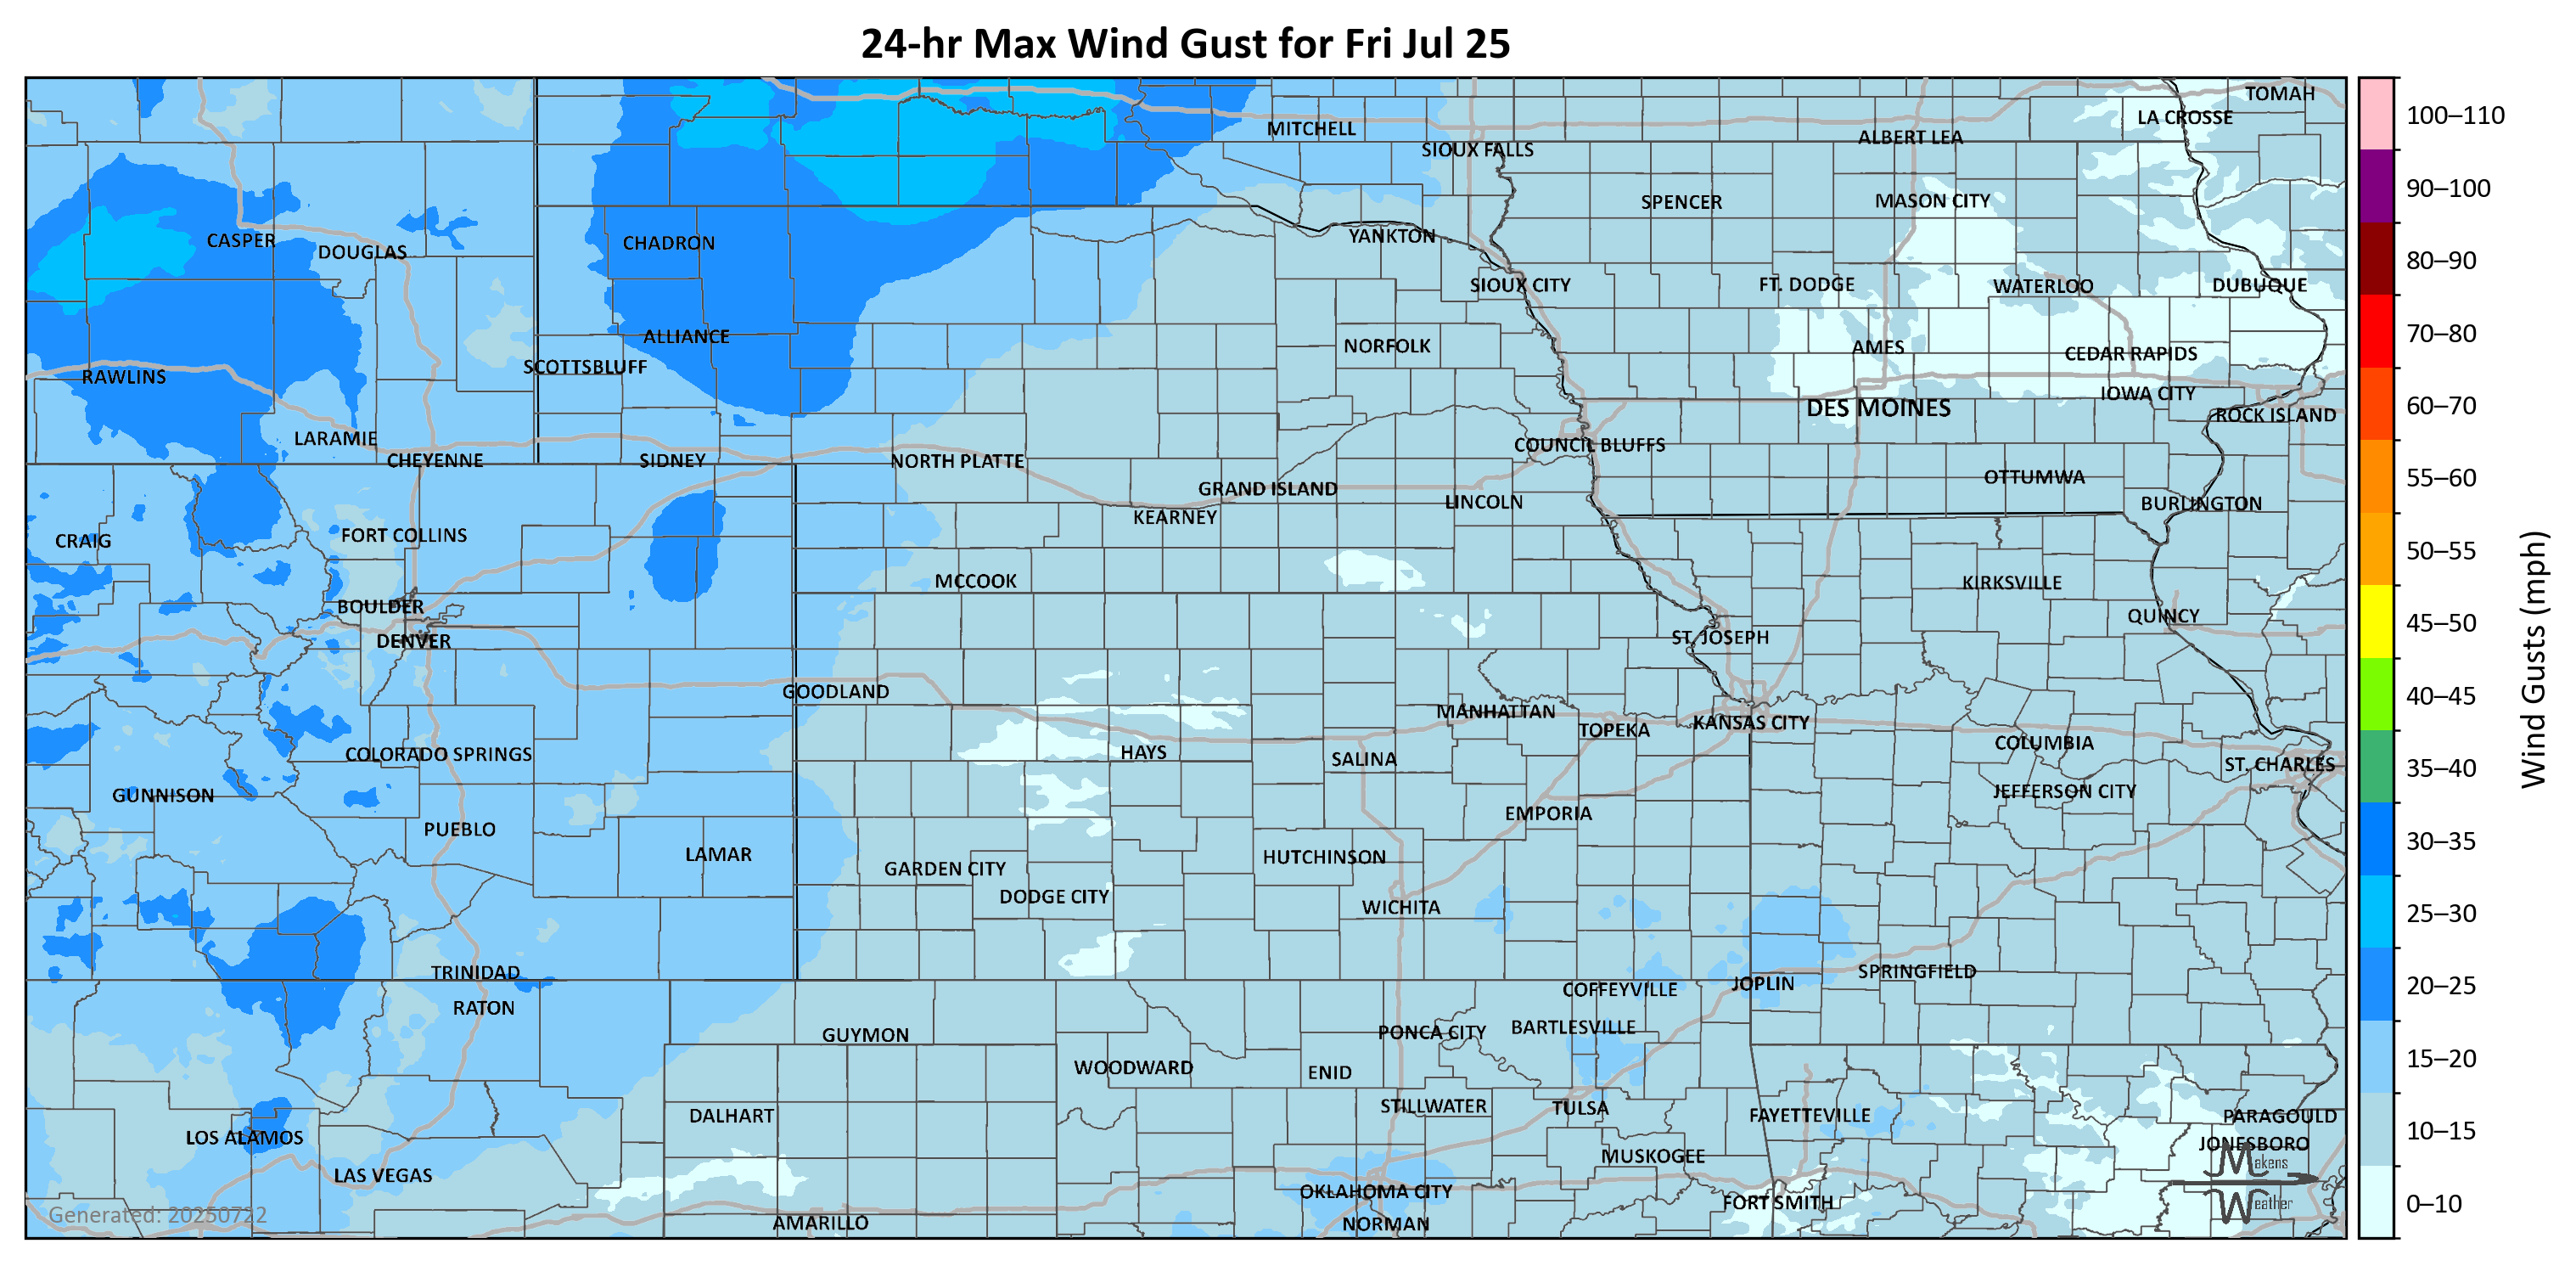 24-hr Max Wind Gust for Fri Jul 25
TOMAH
LA CROSSE
MITCHELL
ALBERT LEA
SIOUX FALLS
SPENCER
MASON CITY
CASPER
DOUGLAS
CHADRON
YANKTON
SIOUX CITY
FT. DODGE
WATERLOO
DUBUQUE
ALLIANCE
NORFOLK
AMES
CEDAR RAPIDS
SCOTTSBLUFF
RAWLINS
IOWA CITY
DES MOINES
ROCK ISLAND
LARAMIE
COUNCIL BLUFFS
CHEYENNE
SIDNEY
NORTH PLATTE
OTTUMWA
GRAND ISLAND
LINCOLN
BURLINGTON
KEARNEY
FORT COLLINS
CRAIG
MCCOOK
KIRKSVILLE
BOULDER
QUINCY
DENVER
ST. JOSEPH
GOODLAND
MANHATTAN
TOPEKA
KANSAS CITY
COLUMBIA
COLORADO SPRINGS
HAYS
SALINA
ST. CHARLES
GUNNISON
JEFFERSON CITY
EMPORIA
PUEBLO
LAMAR
HUTCHINSON
GARDEN CITY
DODGE CITY
WICHITA
TRINIDAD
SPRINGFIELD
JOPLIN
COFFEYVILLE
RATON
BARTLESVILLE
PONCA CITY
GUYMON
WOODWARD
ENID
STILLWATER
TULSA
DALHART
FAYETTEVILLE
PARAGOULD
LOS ALAMOS
JONESBORO
MUSKOGEE
LAS VEGAS
OKLAHOMA CITY
FORT SMITH
AMARILLO
NORMAN
Makens
Weather
Generated: 20250722
100–110
90–100
80–90
70–80
60–70
55–60
50–55
45–50
40–45
35–40
30–35
25–30
20–25
15–20
10–15
0–10
Wind Gusts (mph)